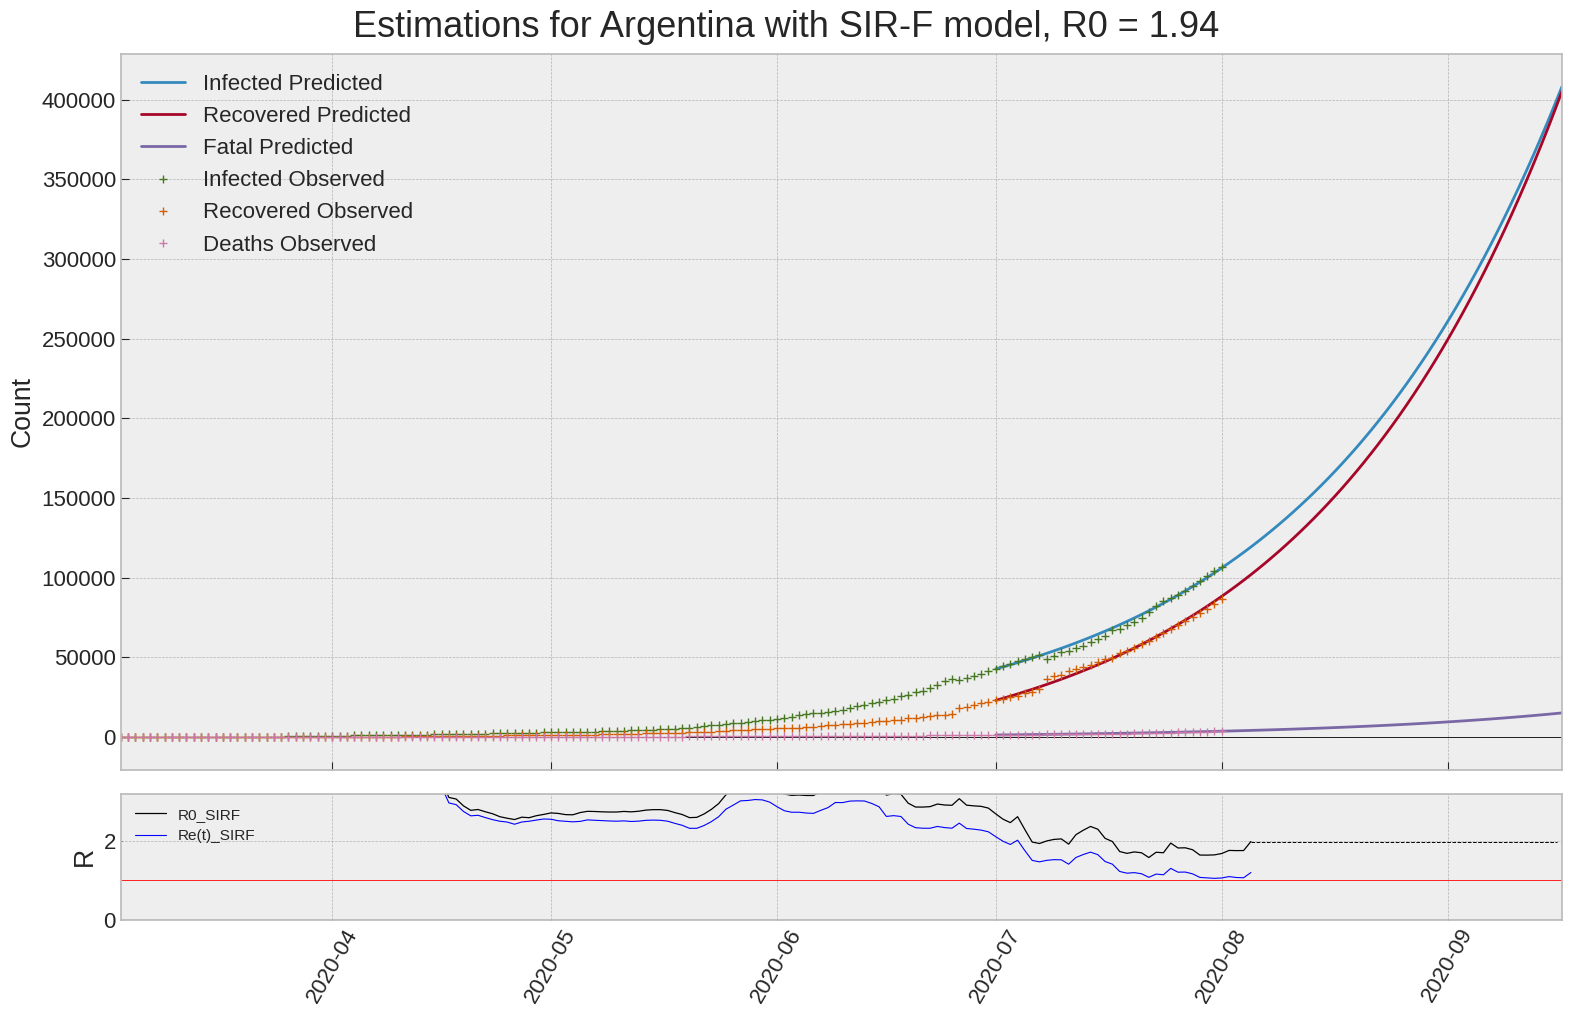 Estimations for Argentina with SIR-F model, R0 = 1.94
Infected Predicted
Recovered Predicted
Fatal Predicted
Infected Observed
Recovered Observed
Deaths Observed
Count
400000
350000
300000
250000
200000
150000
100000
50000
0
R0_SIRF
Re(t)_SIRF
R
2
0
2020-04
2020-05
2020-06
2020-07
2020-08
2020-09